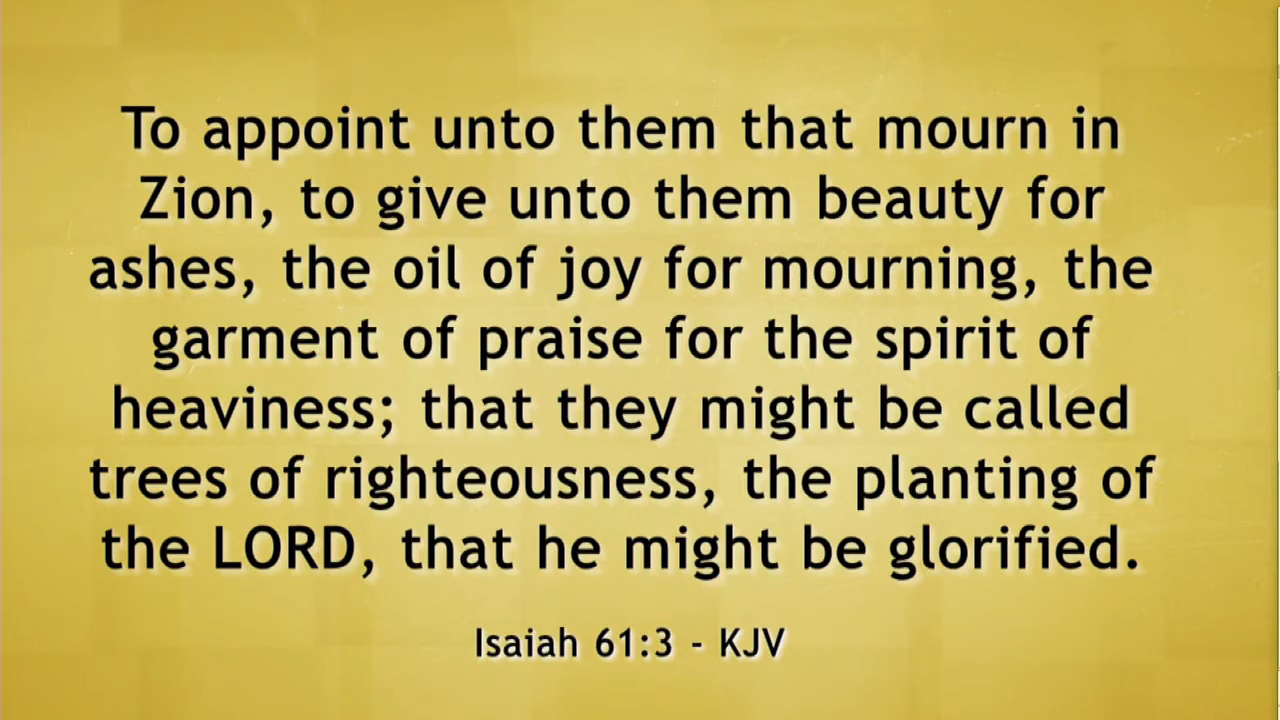 To appoint unto them that mourn in
Zion, to give unto them beauty for
ashes, the oil of joy for mourning, the
garment of praise for the spirit of
heaviness; that they might be called
trees of righteousness, the planting of
the LORD, that he might be glorified.
Isaiah 61:3 - KJV